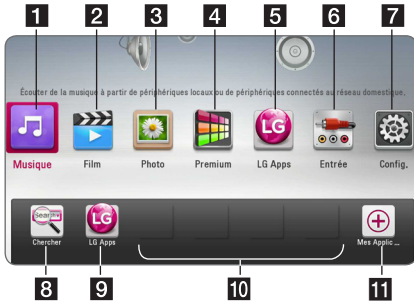 1 2 3 4 5 6 7
Écouter de la musique à partir de périphériques locaux ou de périphériques connectés au réseau domestique.
LG
Musique Film Photo Premium LG Apps Entrée Config.
Search LG
Chercher LG Apps Mes Applic ...
8 9 10 11